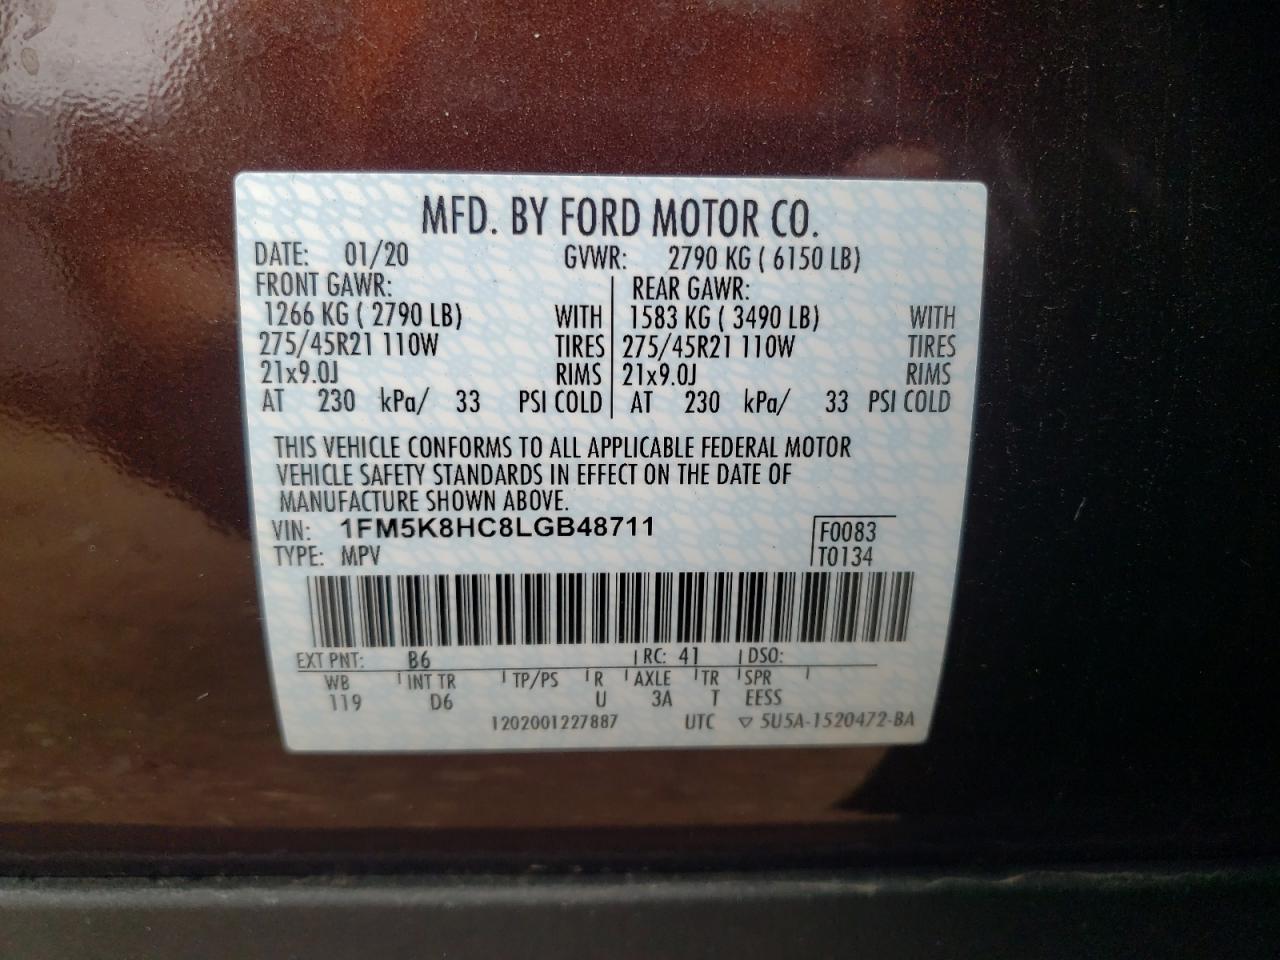 MFD. BY FORD MOTOR CO.
DATE: 01/20 GVWR: 2790 KG ( 6150 LB)
FRONT GAWR: REAR GAWR:
1266 KG ( 2790 LB) WITH 1583 KG ( 3490 LB) WITH
275/45R21 110W TIRES 275/45R21 110W TIRES
21x9.0J RIMS 21x9.0J RIMS
AT 230 kPa/ 33 PSI COLD AT 230 kPa/ 33 PSI COLD
THIS VEHICLE CONFORMS TO ALL APPLICABLE FEDERAL MOTOR
VEHICLE SAFETY STANDARDS IN EFFECT ON THE DATE OF
MANUFACTURE SHOWN ABOVE.
VIN: 1FM5K8HC8LGB48711 F0083
TYPE: MPV T0134
EXT PNT: B6 RC: 41 DSO:
WB INT TR TP/PS R AXLE TR SPR
119 D6 U 3A T EESS
1202001227887 UTC ▽ 5U5A-1520472-BA